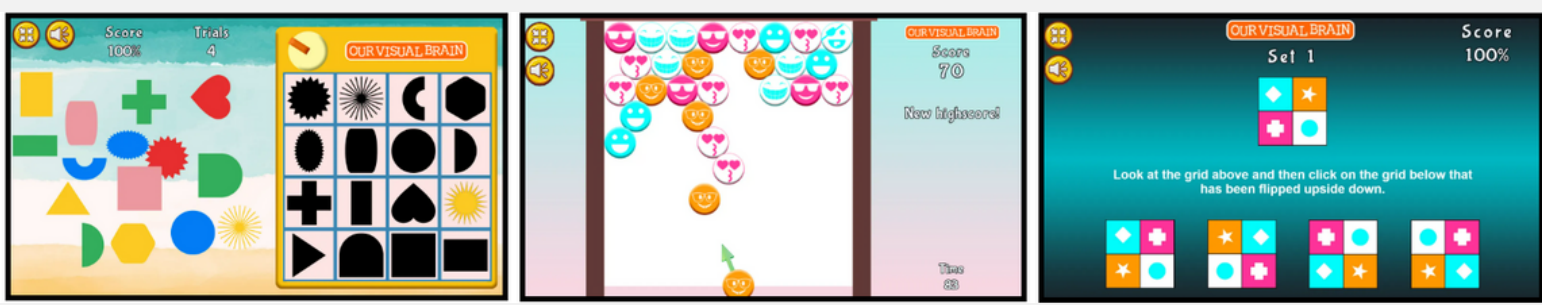 Score
100%
Trials
4
OUR VISUAL BRAIN
OUR VISUAL BRAIN
Score
70
New highscore!
Time
83
OUR VISUAL BRAIN
Set 1
Score
100%
Look at the grid above and then click on the grid below that
has been flipped upside down.